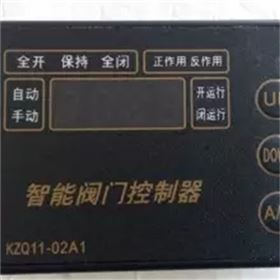 全开 保持 全闭 正作用 反作用
自动 开运行
手动 闭运行
智能阀门控制器
KZQ11-02A1